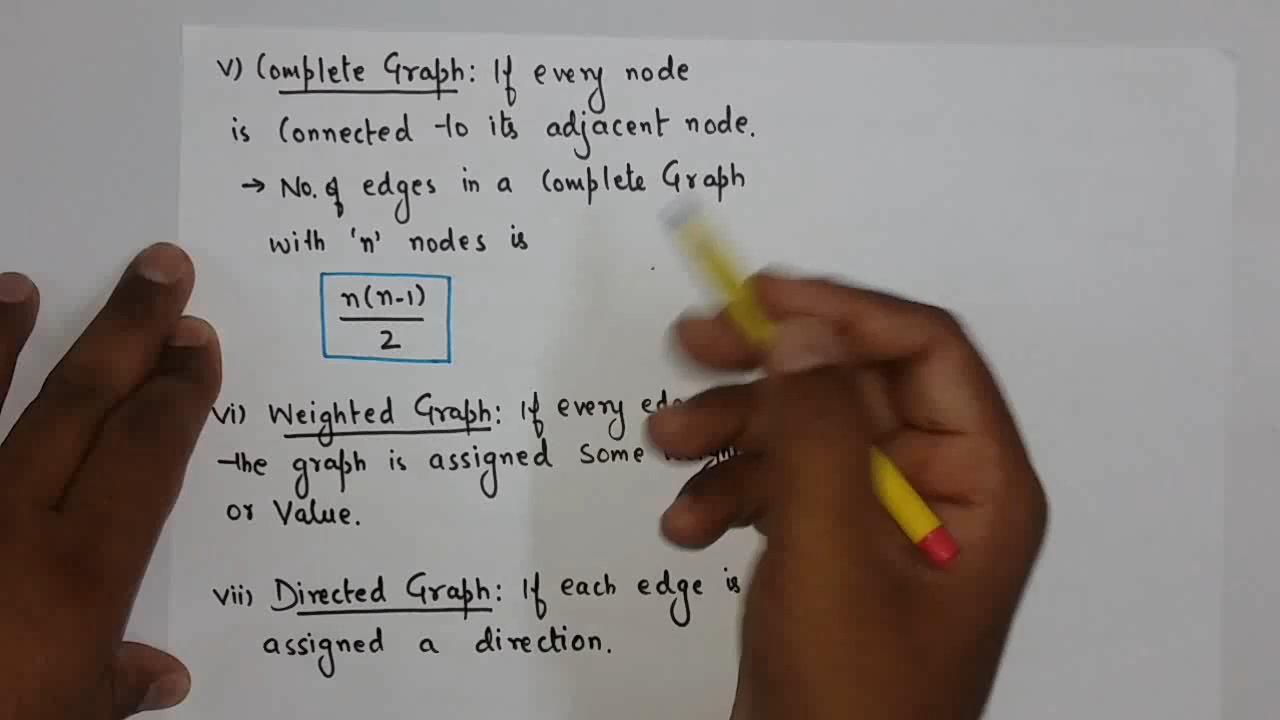 v) Complete Graph: If every node
is Connected to its adjacent node.
→ No. of edges in a Complete Graph
with 'n' nodes is
n(n-1)
2
vi) Weighted Graph: If every
the graph is assigned Some
or Value.
vii) Directed Graph: If each edge is
assigned a direction.